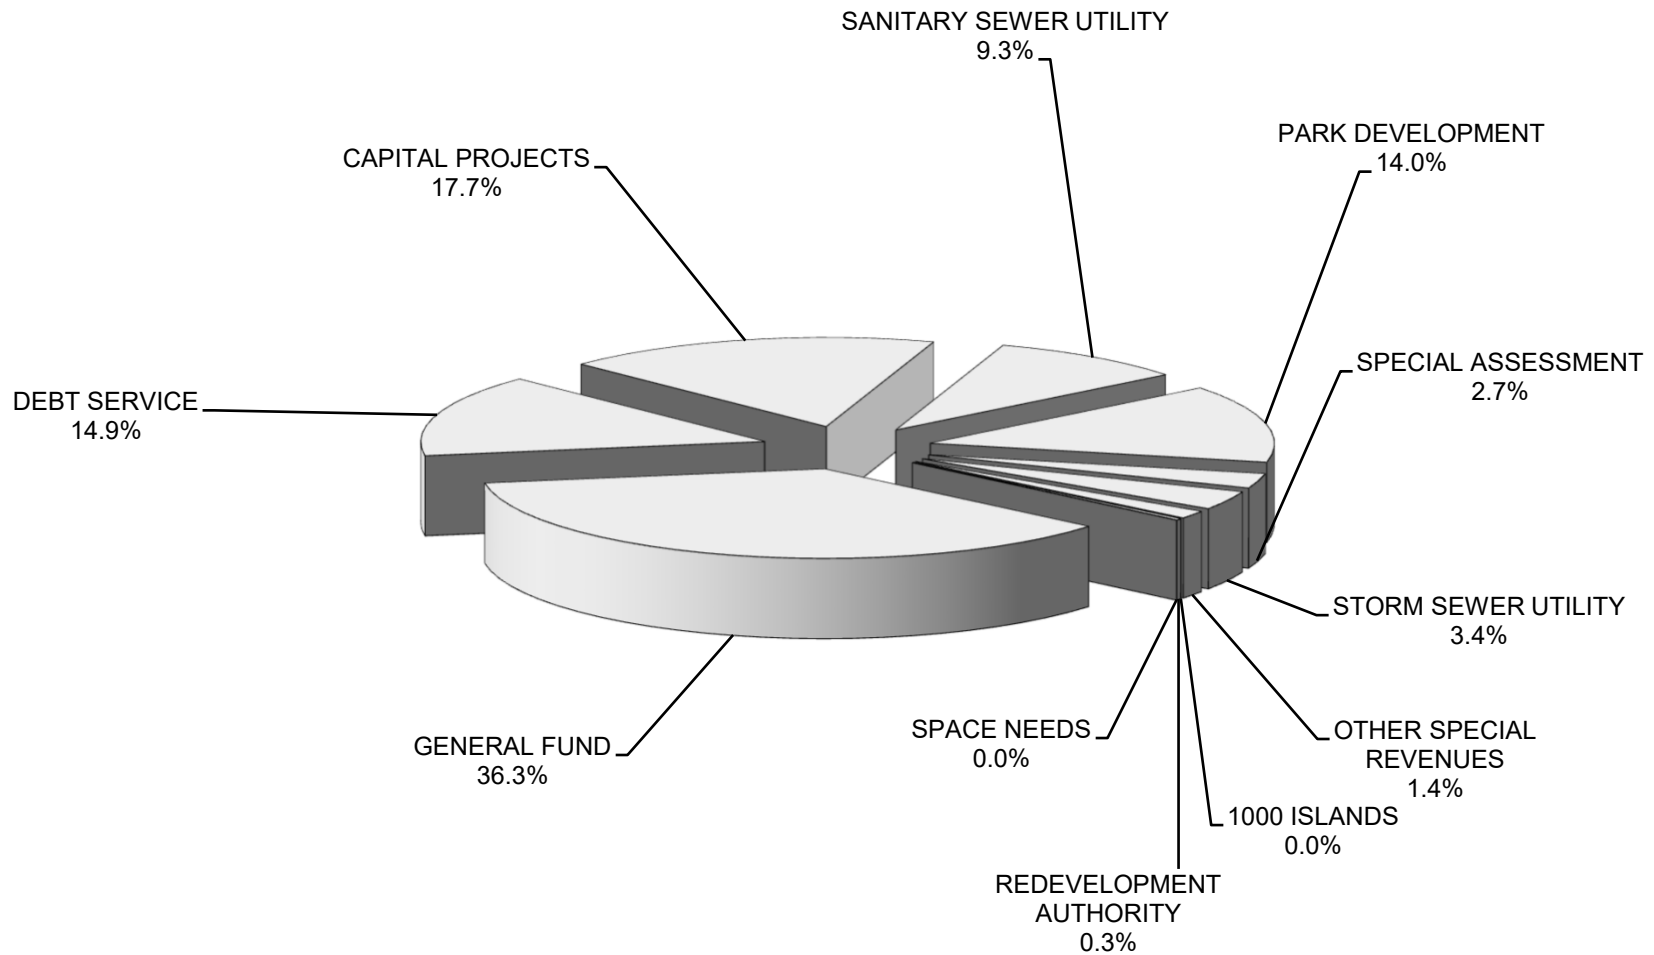 SANITARY SEWER UTILITY
9.3%
PARK DEVELOPMENT
14.0%
CAPITAL PROJECTS
17.7%
SPECIAL ASSESSMENT
2.7%
DEBT SERVICE
14.9%
STORM SEWER UTILITY
3.4%
SPACE NEEDS
0.0%
OTHER SPECIAL
REVENUES
1.4%
GENERAL FUND
36.3%
1000 ISLANDS
0.0%
REDEVELOPMENT
AUTHORITY
0.3%